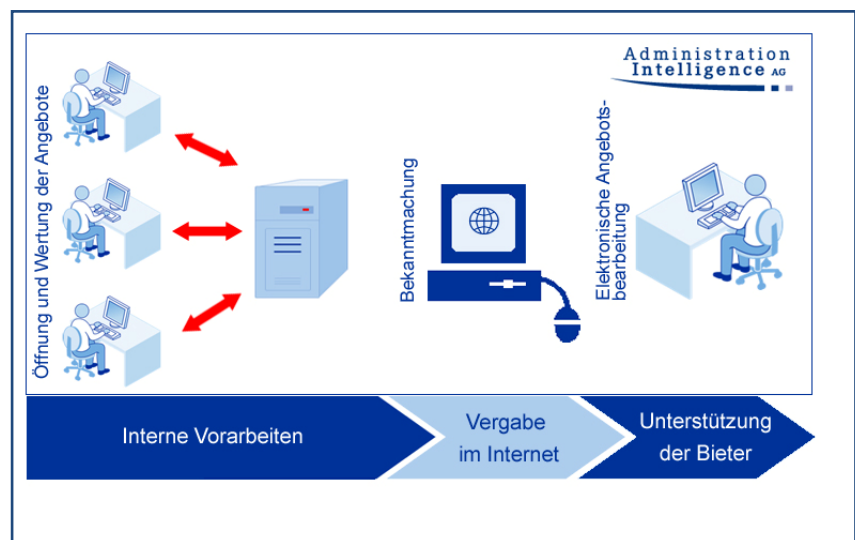 Administration
Intelligence AG
Öffnung und Wertung der Angebote
Bekanntmachung
Elektronische Angebots-
bearbeitung
Interne Vorarbeiten
Vergabe
im Internet
Unterstützung
der Bieter